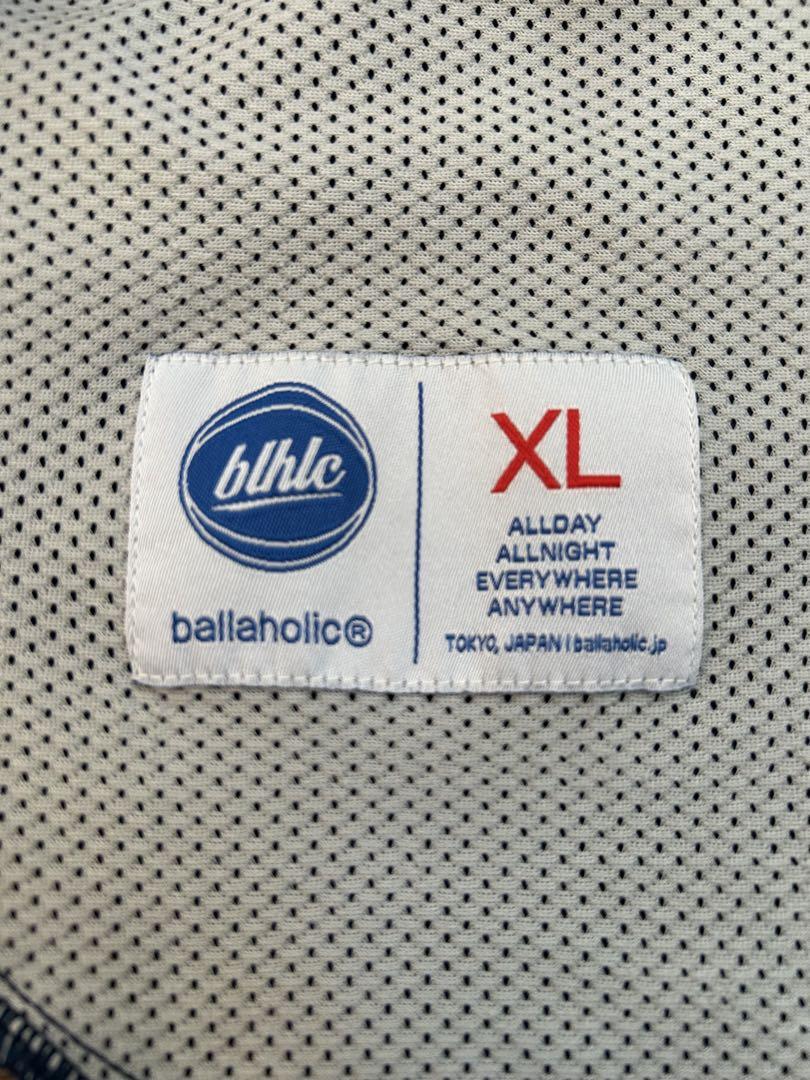 blhlc
ballaholic®
XL
ALLDAY
ALLNIGHT
EVERYWHERE
ANYWHERE
TOKYO, JAPAN | ballaholic.jp